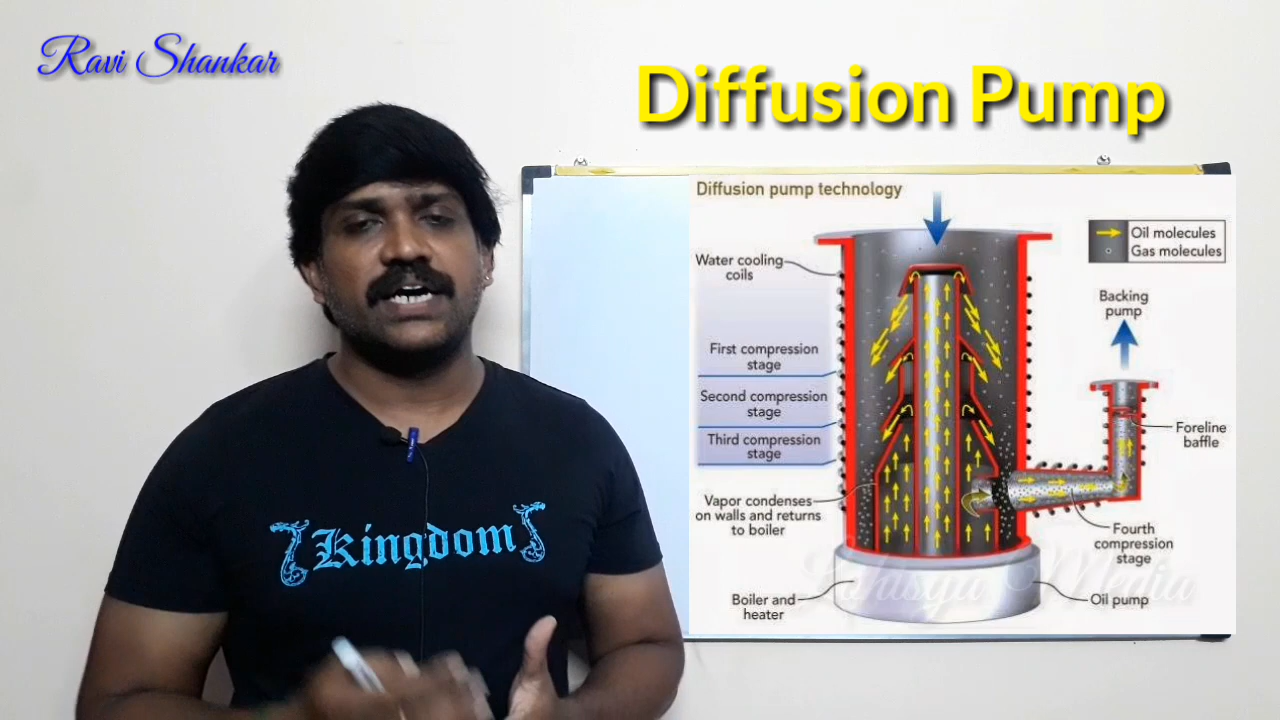 Ravi Shankar
Diffusion Pump
Diffusion pump technology
Oil molecules
Gas molecules
Water cooling
coils
Backing
pump
First compression
stage
Second compression
stage
Third compression
stage
Foreline
baffle
Vapor condenses
on walls and returns
to boiler
Fourth
compression
stage
Boiler and
heater
Oil pump
Kingdom